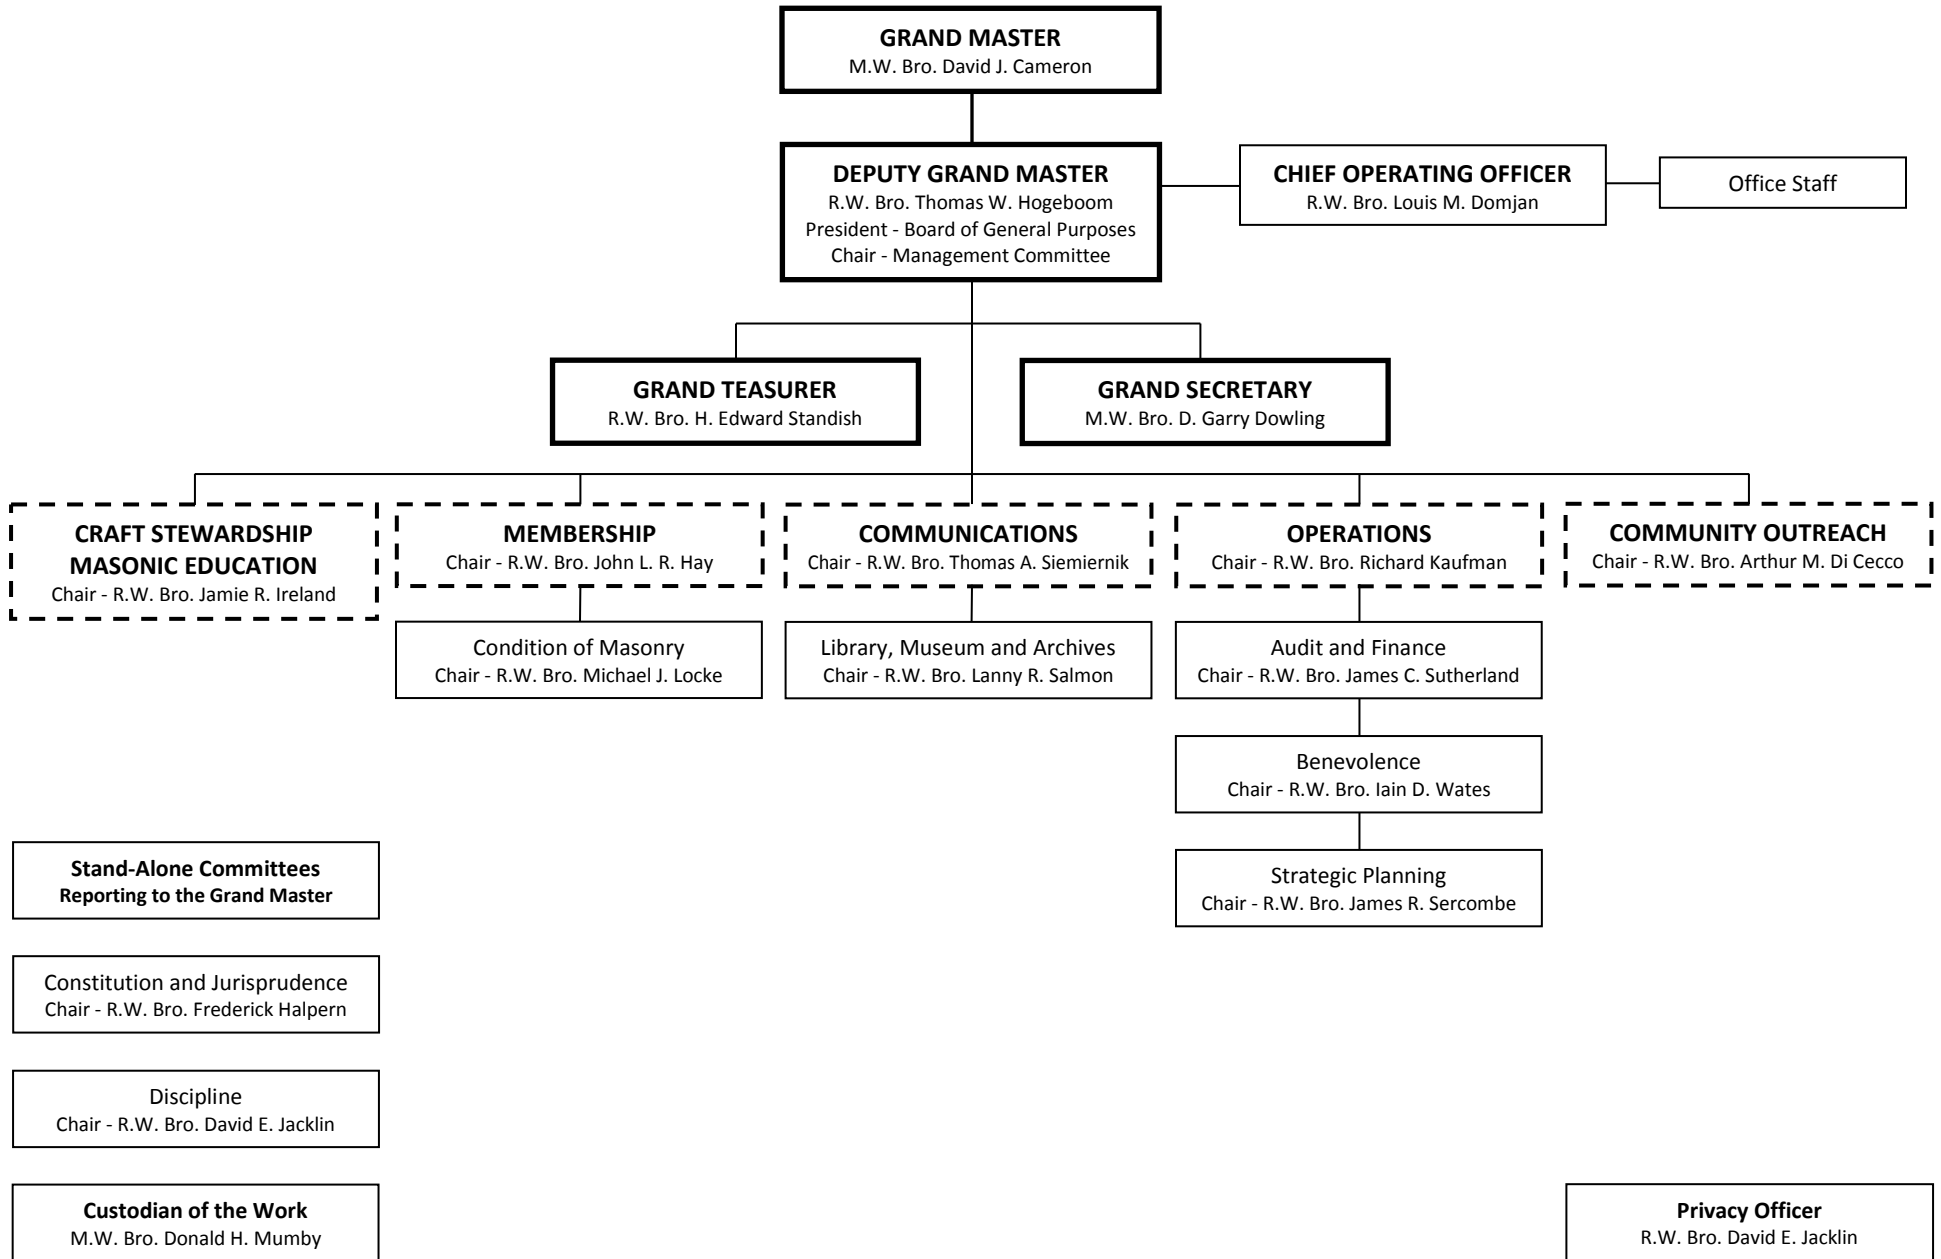 GRAND MASTER
M.W. Bro. David J. Cameron
DEPUTY GRAND MASTER
R.W. Bro. Thomas W. Hogeboom
President - Board of General Purposes
Chair - Management Committee
CHIEF OPERATING OFFICER
R.W. Bro. Louis M. Domjan
Office Staff
GRAND TEASURER
R.W. Bro. H. Edward Standish
GRAND SECRETARY
M.W. Bro. D. Garry Dowling
CRAFT STEWARDSHIP
MASONIC EDUCATION
Chair - R.W. Bro. Jamie R. Ireland
MEMBERSHIP
Chair - R.W. Bro. John L. R. Hay
COMMUNICATIONS
Chair - R.W. Bro. Thomas A. Siemiernik
OPERATIONS
Chair - R.W. Bro. Richard Kaufman
COMMUNITY OUTREACH
Chair - R.W. Bro. Arthur M. Di Cecco
Condition of Masonry
Chair - R.W. Bro. Michael J. Locke
Library, Museum and Archives
Chair - R.W. Bro. Lanny R. Salmon
Audit and Finance
Chair - R.W. Bro. James C. Sutherland
Benevolence
Chair - R.W. Bro. Iain D. Wates
Strategic Planning
Chair - R.W. Bro. James R. Sercombe
Stand-Alone Committees
Reporting to the Grand Master
Constitution and Jurisprudence
Chair - R.W. Bro. Frederick Halpern
Discipline
Chair - R.W. Bro. David E. Jacklin
Custodian of the Work
M.W. Bro. Donald H. Mumby
Privacy Officer
R.W. Bro. David E. Jacklin